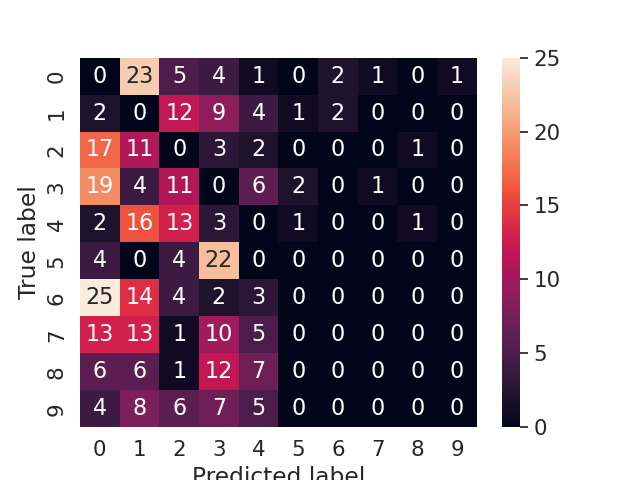 0 0 23 5 4 1 0 2 1 0 1
1 2 0 12 9 4 1 2 0 0 0
2 17 11 0 3 2 0 0 0 1 0
3 19 4 11 0 6 2 0 1 0 0
4 2 16 13 3 0 1 0 0 1 0
5 4 0 4 22 0 0 0 0 0 0
6 25 14 4 2 3 0 0 0 0 0
7 13 13 1 10 5 0 0 0 0 0
8 6 6 1 12 7 0 0 0 0 0
9 4 8 6 7 5 0 0 0 0 0
0 1 2 3 4 5 6 7 8 9
Predicted label
True label
25
20
15
10
5
0